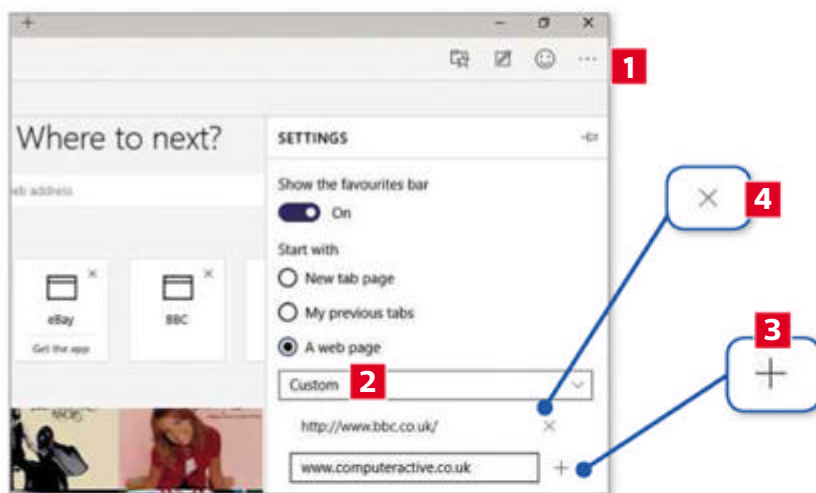 1
Where to next?
SETTINGS
web address
Show the favourites bar
On
4
Start with
New tab page
eBay
BBC
My previous tabs
Get the app
A web page
3
Custom
2
http://www.bbc.co.uk/
www.computeractive.co.uk